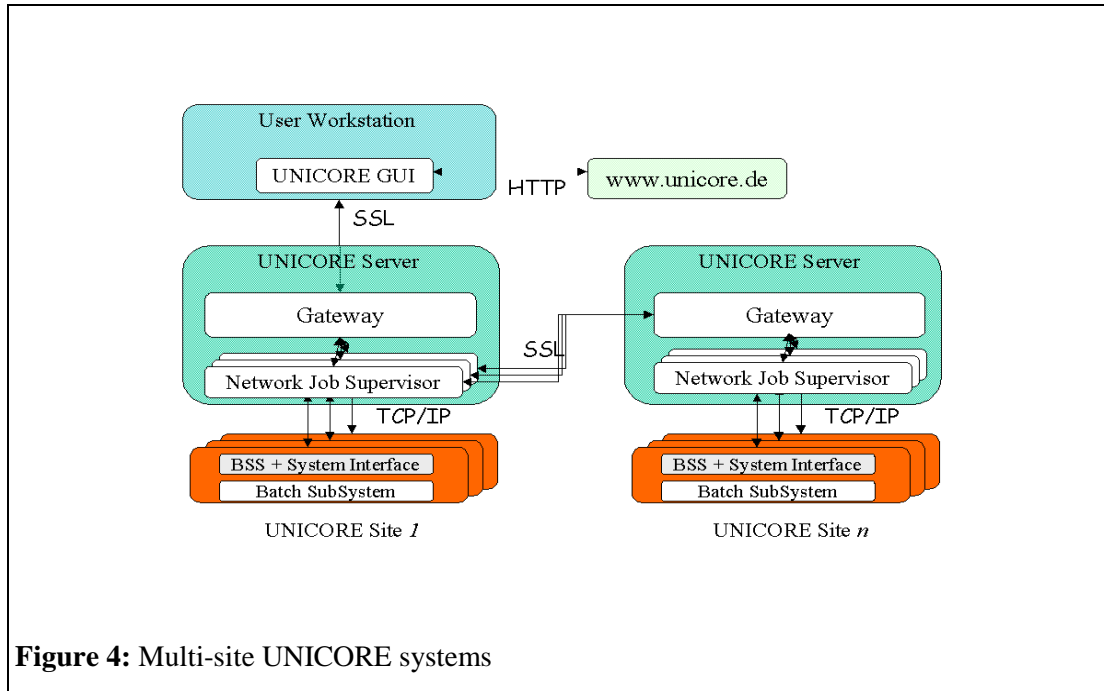 User Workstation
UNICORE GUI
HTTP
www.unicore.de
SSL
UNICORE Server
Gateway
Network Job Supervisor
TCP/IP
BSS + System Interface
Batch SubSystem
UNICORE Site 1
SSL
UNICORE Server
Gateway
Network Job Supervisor
TCP/IP
BSS + System Interface
Batch SubSystem
UNICORE Site n
Figure 4: Multi-site UNICORE systems